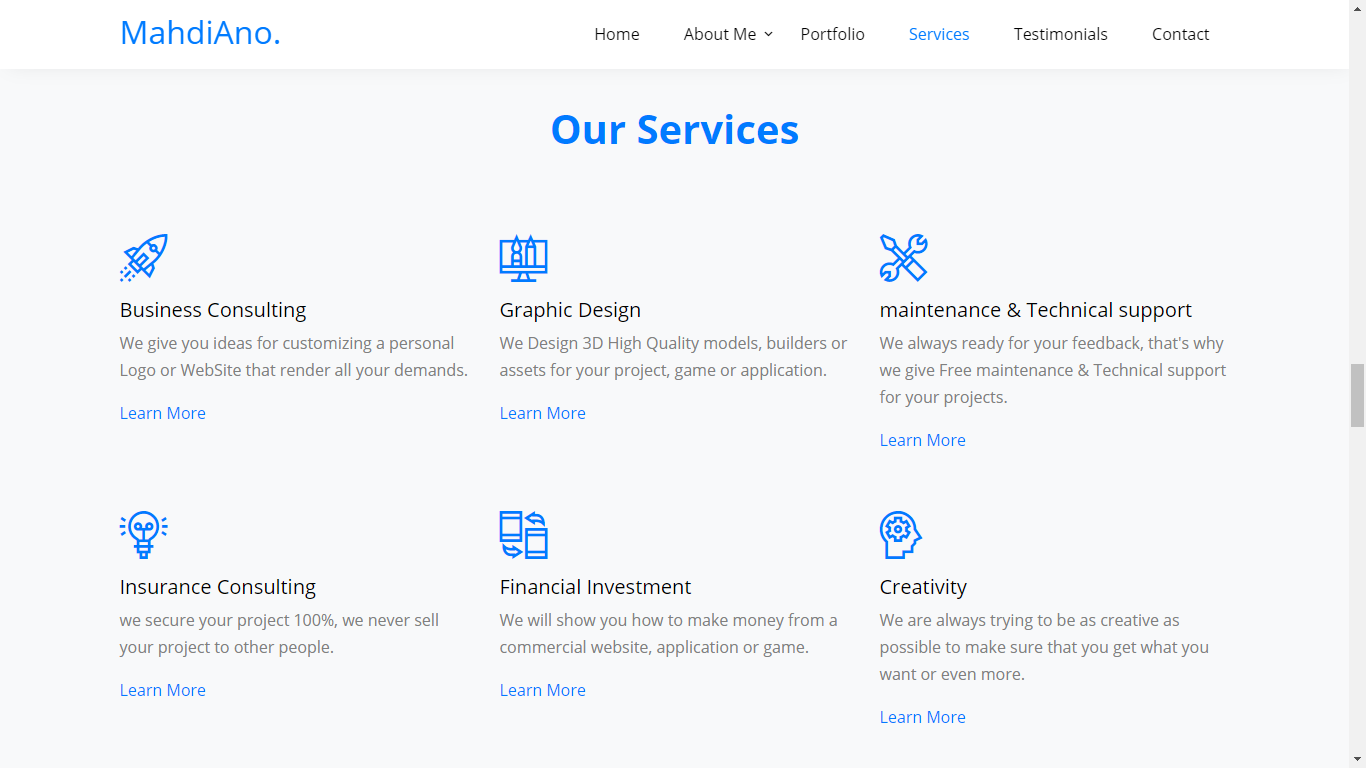 MahdiAno.
Home About Me Portfolio Services Testimonials Contact
Our Services
Business Consulting
We give you ideas for customizing a personal
Logo or WebSite that render all your demands.
Learn More
Graphic Design
We Design 3D High Quality models, builders or
assets for your project, game or application.
Learn More
maintenance & Technical support
We always ready for your feedback, that's why
we give Free maintenance & Technical support
for your projects.
Learn More
Insurance Consulting
we secure your project 100%, we never sell
your project to other people.
Learn More
Financial Investment
We will show you how to make money from a
commercial website, application or game.
Learn More
Creativity
We are always trying to be as creative as
possible to make sure that you get what you
want or even more.
Learn More